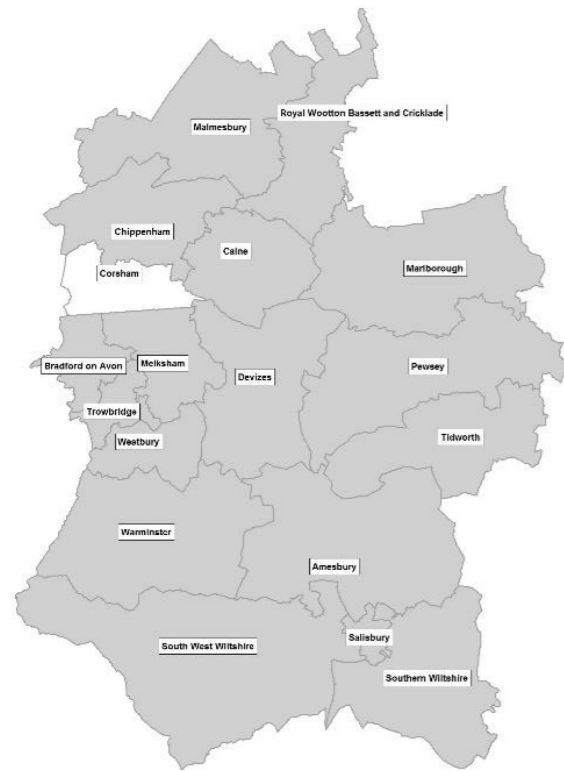 Royal Wootton Bassett and Cricklade
Malmesbury
Chippenham
Calne
Corsham
Marlborough
Bradford on Avon
Melksham
Devizes
Pewsey
Trowbridge
Westbury
Tidworth
Warminster
Amesbury
Salisbury
South West Wiltshire
Southern Wiltshire